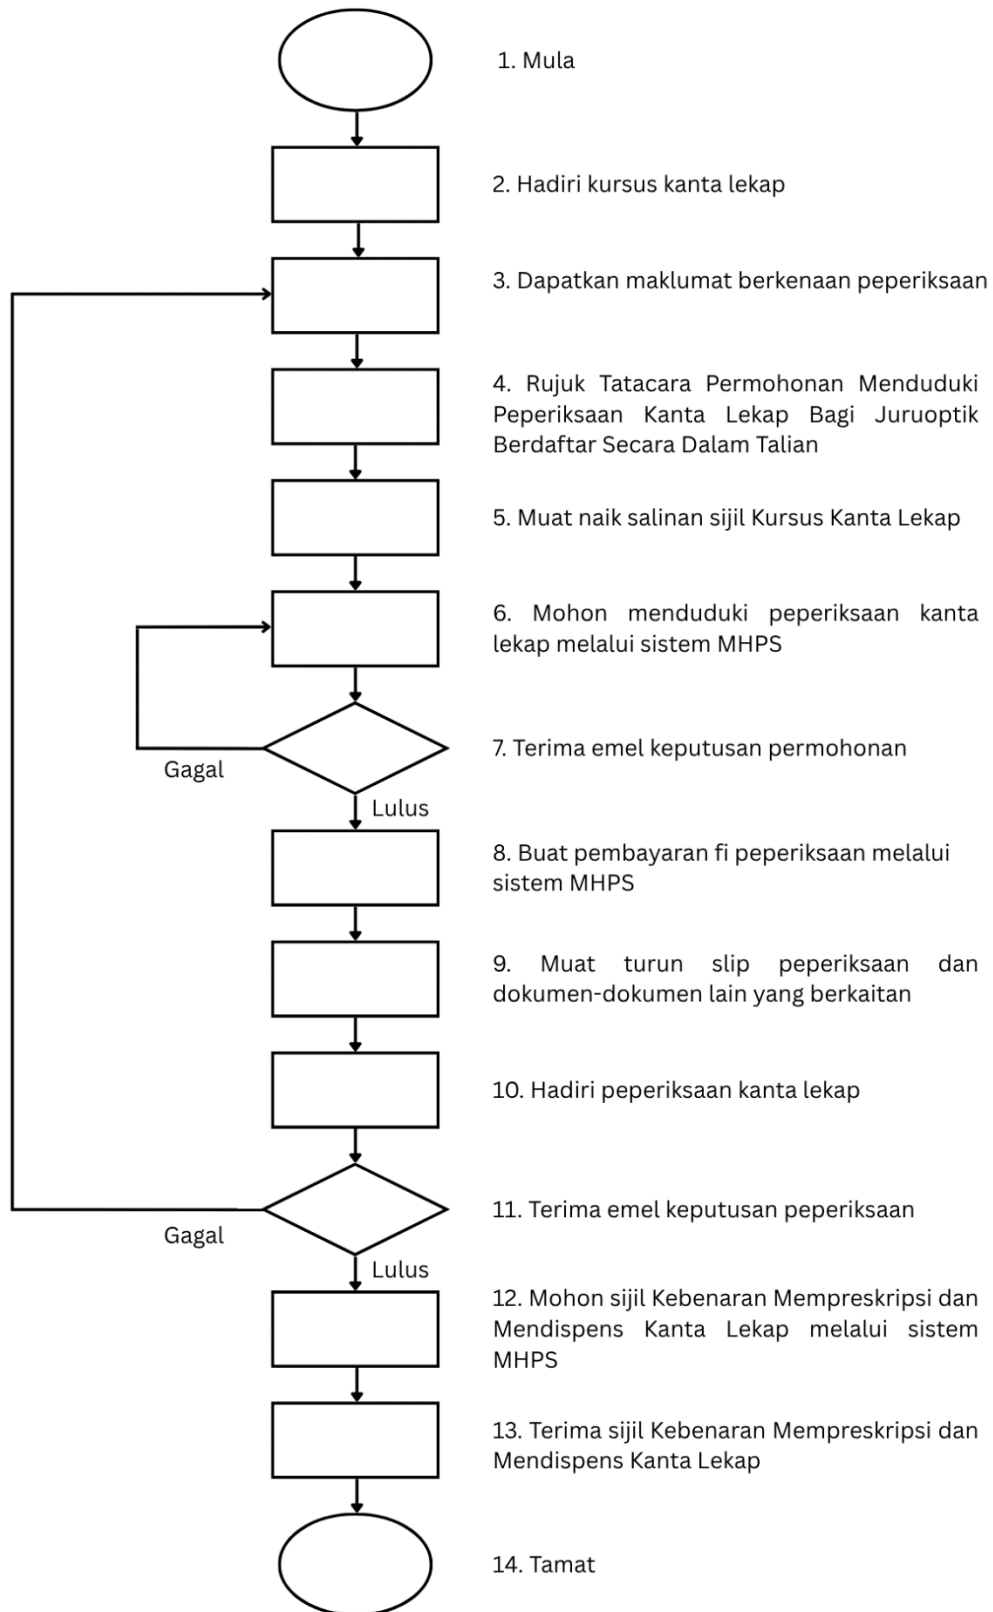 1. Mula
2. Hadiri kursus kanta lekap
3. Dapatkan maklumat berkenaan peperiksaan
4. Rujuk Tatacara Permohonan Menduduki
Peperiksaan Kanta Lekap Bagi Juruoptik
Berdaftar Secara Dalam Talian
5. Muat naik salinan sijil Kursus Kanta Lekap
6. Mohon menduduki peperiksaan kanta
lekap melalui sistem MHPS
7. Terima emel keputusan permohonan
Gagal
Lulus
8. Buat pembayaran fi peperiksaan melalui
sistem MHPS
9. Muat turun slip peperiksaan dan
dokumen-dokumen lain yang berkaitan
10. Hadiri peperiksaan kanta lekap
11. Terima emel keputusan peperiksaan
Gagal
Lulus
12. Mohon sijil Kebenaran Mempreskripsi dan
Mendispens Kanta Lekap melalui sistem
MHPS
13. Terima sijil Kebenaran Mempreskripsi dan
Mendispens Kanta Lekap
14. Tamat